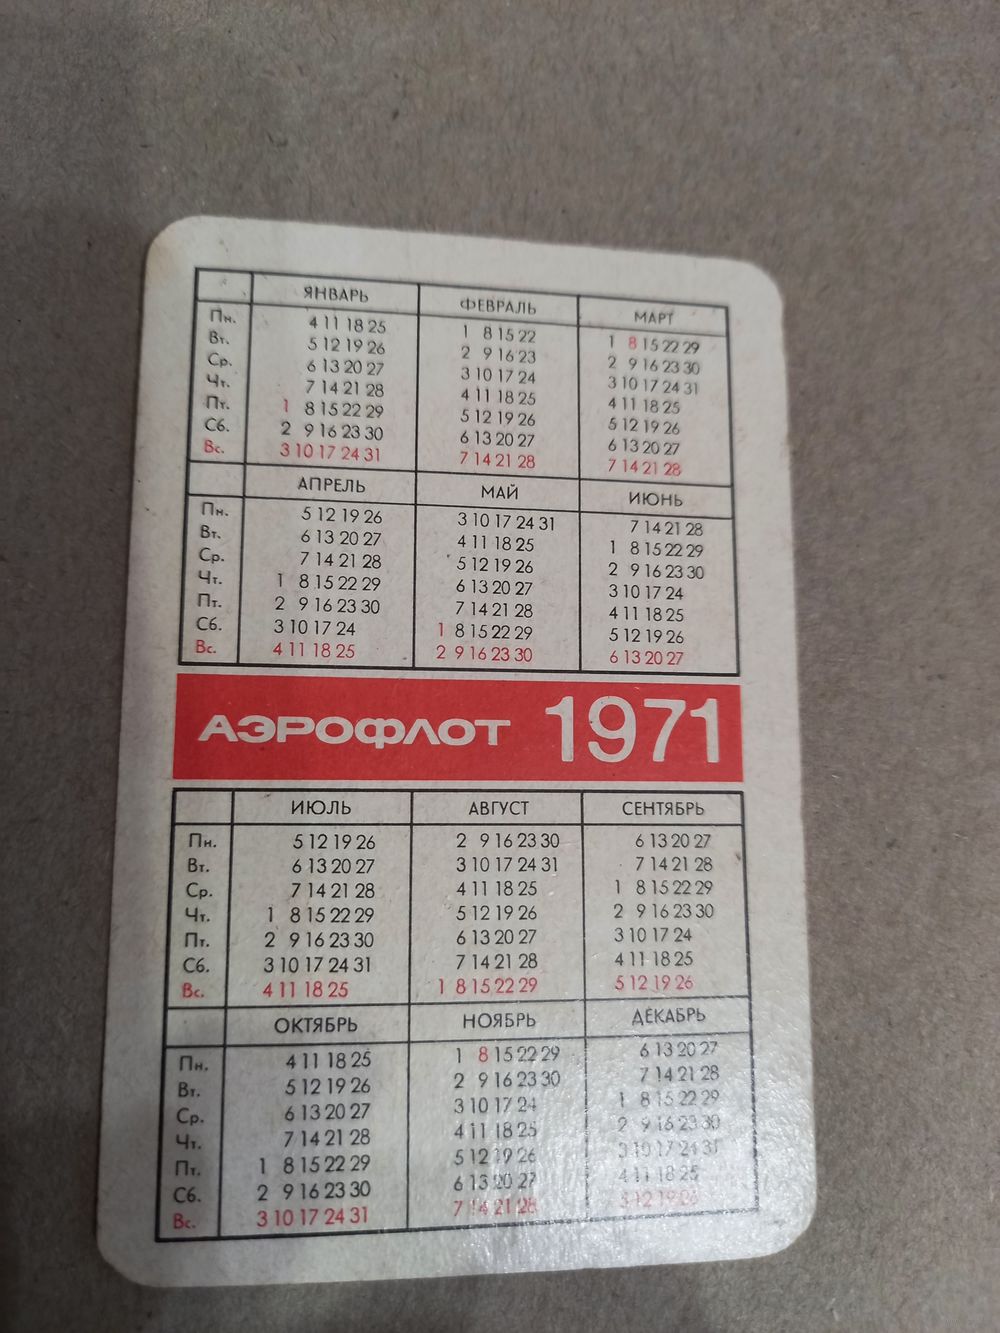 ЯНВАРЬ ФЕВРАЛЬ МАРТ
Пн. 4 11 18 25 1 8 15 22 1 8 15 22 29
Вт. 5 12 19 26 2 9 16 23 2 9 16 23 30
Ср. 6 13 20 27 3 10 17 24 3 10 17 24 31
Чт. 7 14 21 28 4 11 18 25 4 11 18 25
Пт. 1 8 15 22 29 5 12 19 26 5 12 19 26
Сб. 2 9 16 23 30 6 13 20 27 6 13 20 27
Вс. 3 10 17 24 31 7 14 21 28 7 14 21 28
АПРЕЛЬ МАЙ ИЮНЬ
Пн. 5 12 19 26 3 10 17 24 31 7 14 21 28
Вт. 6 13 20 27 4 11 18 25 1 8 15 22 29
Ср. 7 14 21 28 5 12 19 26 2 9 16 23 30
Чт. 1 8 15 22 29 6 13 20 27 3 10 17 24
Пт. 2 9 16 23 30 7 14 21 28 4 11 18 25
Сб. 3 10 17 24 1 8 15 22 29 5 12 19 26
Вс. 4 11 18 25 2 9 16 23 30 6 13 20 27
АЭРОФЛОТ 1971
ИЮЛЬ АВГУСТ СЕНТЯБРЬ
Пн. 5 12 19 26 2 9 16 23 30 6 13 20 27
Вт. 6 13 20 27 3 10 17 24 31 7 14 21 28
Ср. 7 14 21 28 4 11 18 25 1 8 15 22 29
Чт. 1 8 15 22 29 5 12 19 26 2 9 16 23 30
Пт. 2 9 16 23 30 6 13 20 27 3 10 17 24
Сб. 3 10 17 24 31 7 14 21 28 4 11 18 25
Вс. 4 11 18 25 1 8 15 22 29 5 12 19 26
ОКТЯБРЬ НОЯБРЬ ДЕКАБРЬ
Пн. 4 11 18 25 1 8 15 22 29 6 13 20 27
Вт. 5 12 19 26 2 9 16 23 30 7 14 21 28
Ср. 6 13 20 27 3 10 17 24 1 8 15 22 29
Чт. 7 14 21 28 4 11 18 25 2 9 16 23 30
Пт. 1 8 15 22 29 5 12 19 26 3 10 17 24 31
Сб. 2 9 16 23 30 6 13 20 27 4 11 18 25
Вс. 3 10 17 24 31 7 14 21 28 5 12 19 26